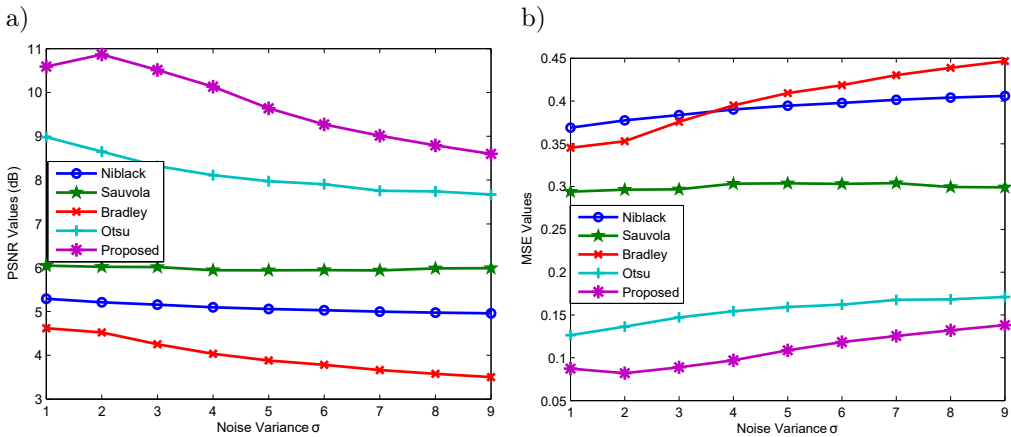 a)
11
10
9
8
7
6
5
4
3
PSNR Values (dB)
Niblack
Sauvola
Bradley
Otsu
Proposed
1 2 3 4 5 6 7 8 9
Noise Variance σ
b)
0.45
0.4
0.35
0.3
0.25
0.2
0.15
0.1
0.05
MSE Values
Niblack
Sauvola
Bradley
Otsu
Proposed
1 2 3 4 5 6 7 8 9
Noise Variance σ